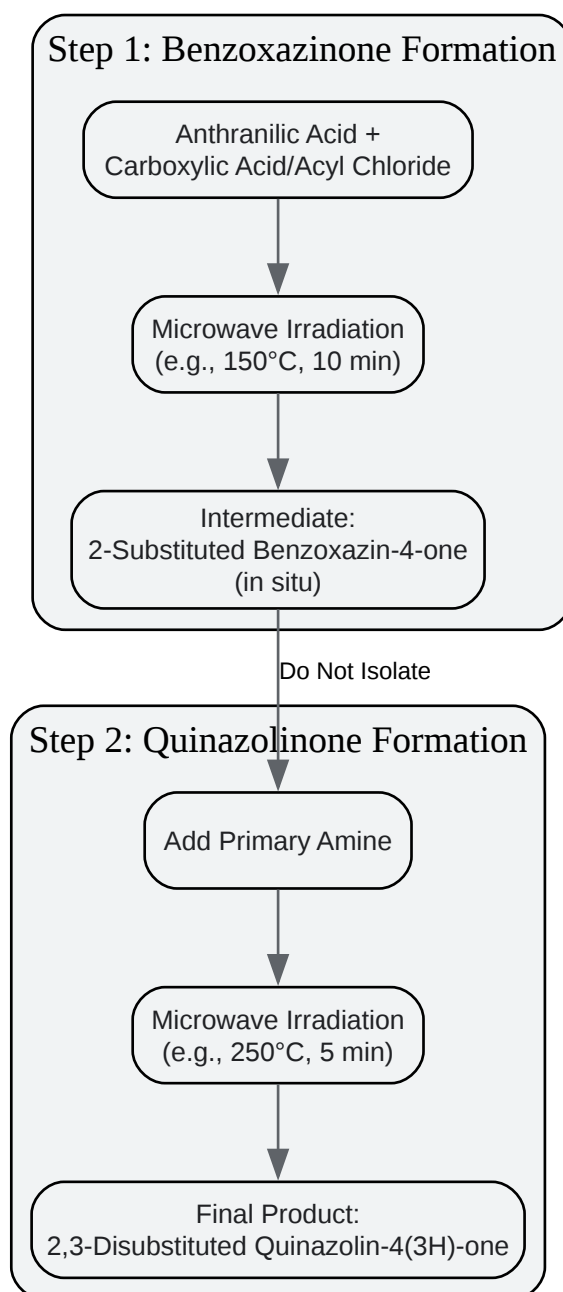 Step 1: Benzoxazinone Formation
Anthranilic Acid +
Carboxylic Acid/Acyl Chloride
Microwave Irradiation
(e.g., 150°C, 10 min)
Intermediate:
2-Substituted Benzoxazin-4-one
(in situ)
Do Not Isolate
Step 2: Quinazolinone Formation
Add Primary Amine
Microwave Irradiation
(e.g., 250°C, 5 min)
Final Product:
2,3-Disubstituted Quinazolin-4(3H)-one